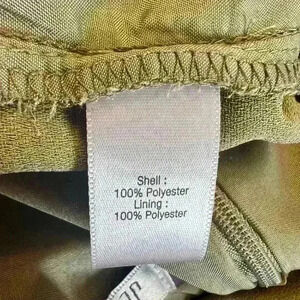 Shell :
100% Polyester
Lining :
100% Polyester